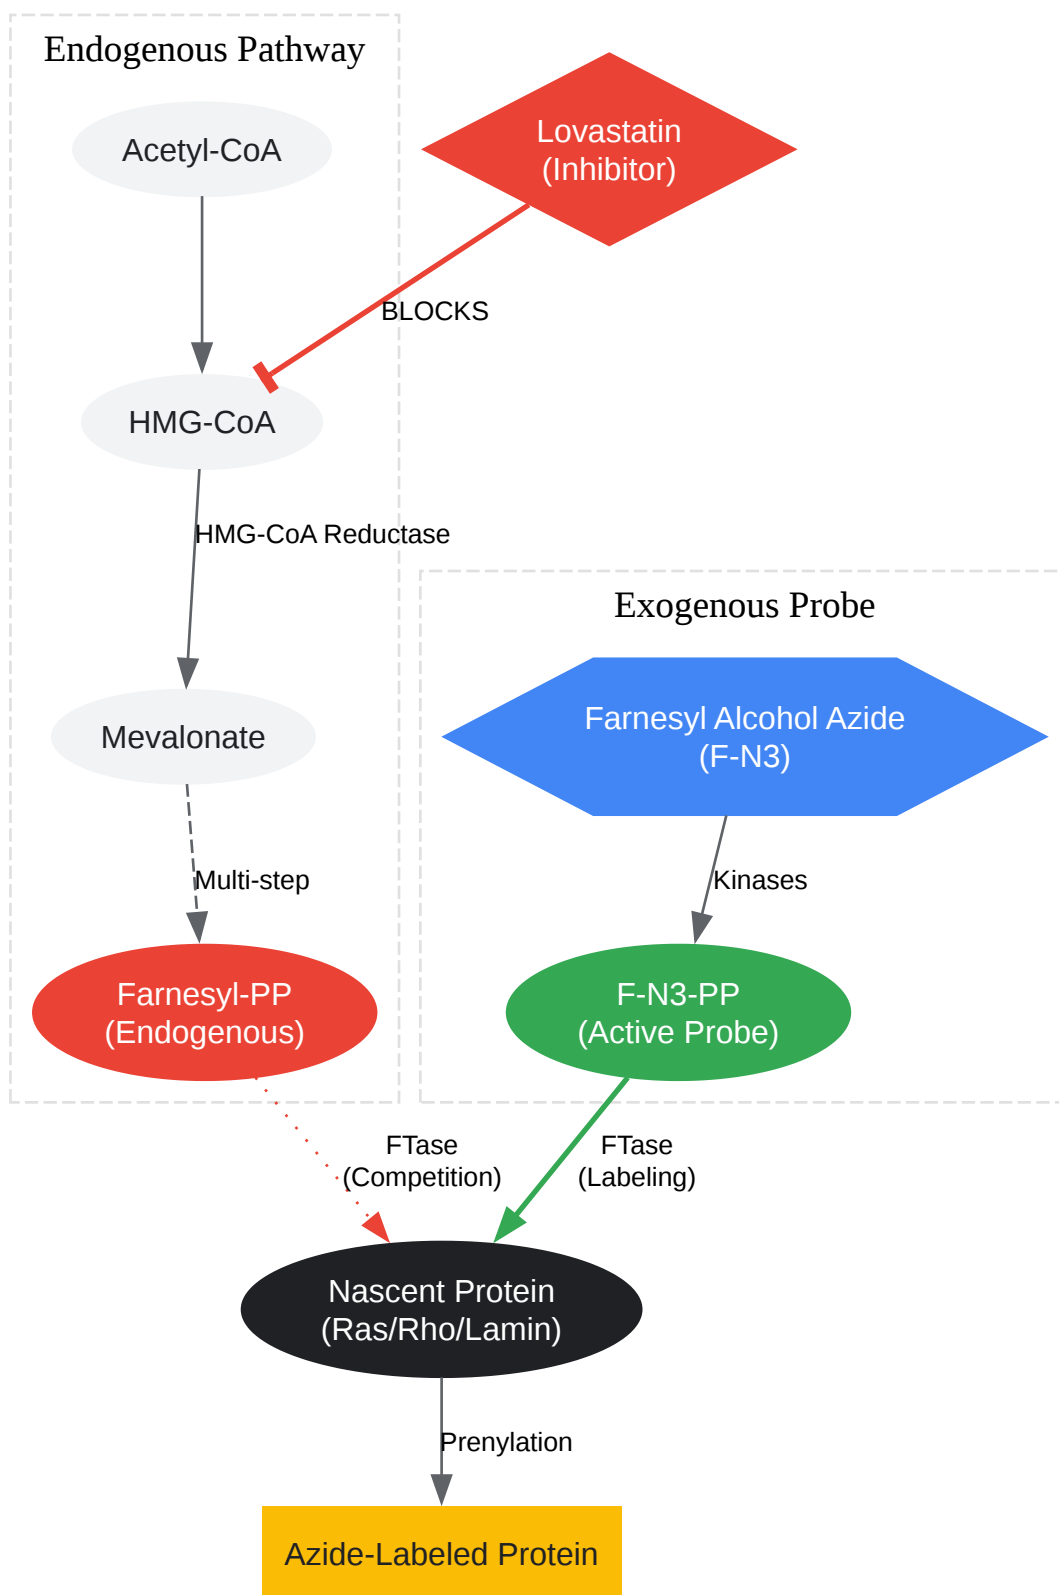 Endogenous Pathway
Acetyl-CoA
Lovastatin
(Inhibitor)
BLOCKS
HMG-CoA
HMG-CoA Reductase
Exogenous Probe
Farnesyl Alcohol Azide
(F-N3)
Mevalonate
Multi-step
Kinases
Farnesyl-PP
(Endogenous)
F-N3-PP
(Active Probe)
FTase
(Competition)
FTase
(Labeling)
Nascent Protein
(Ras/Rho/Lamin)
Prenylation
Azide-Labeled Protein